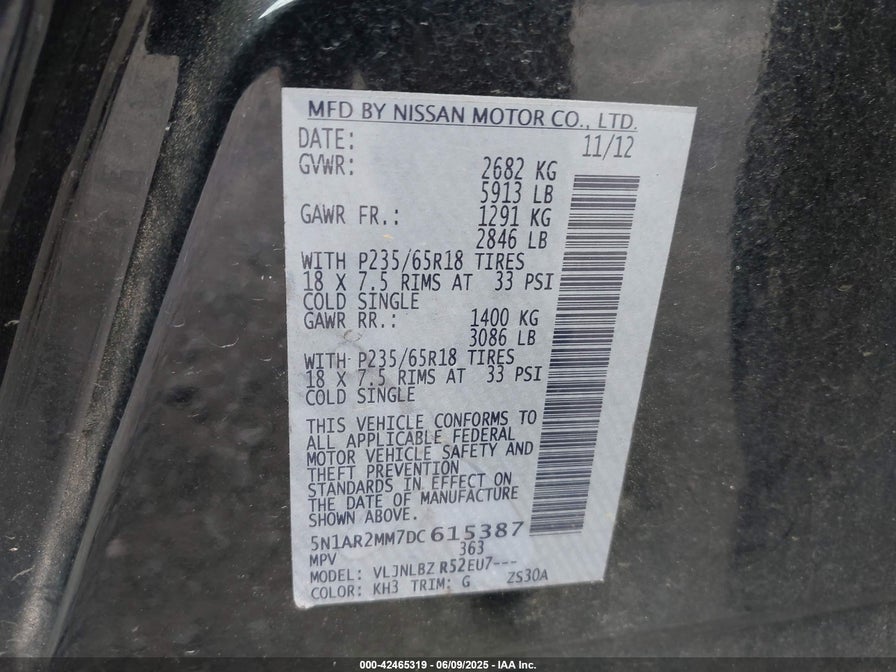 MFD BY NISSAN MOTOR CO., LTD.
DATE: 11/12
GVWR: 2682 KG
5913 LB
GAWR FR.: 1291 KG
2846 LB
WITH P235/65R18 TIRES
18 X 7.5 RIMS AT 33 PSI
COLD SINGLE
GAWR RR.: 1400 KG
3086 LB
WITH P235/65R18 TIRES
18 X 7.5 RIMS AT 33 PSI
COLD SINGLE
THIS VEHICLE CONFORMS TO
ALL APPLICABLE FEDERAL
MOTOR VEHICLE SAFETY AND
THEFT PREVENTION
STANDARDS IN EFFECT ON
THE DATE OF MANUFACTURE
SHOWN ABOVE.
5N1AR2MM7DC615387
MPV 363
MODEL: VLJNLBZ R52EU7---
COLOR: KH3 TRIM: G ZS30A
000-42465319 - 06/09/2025 - IAA Inc.